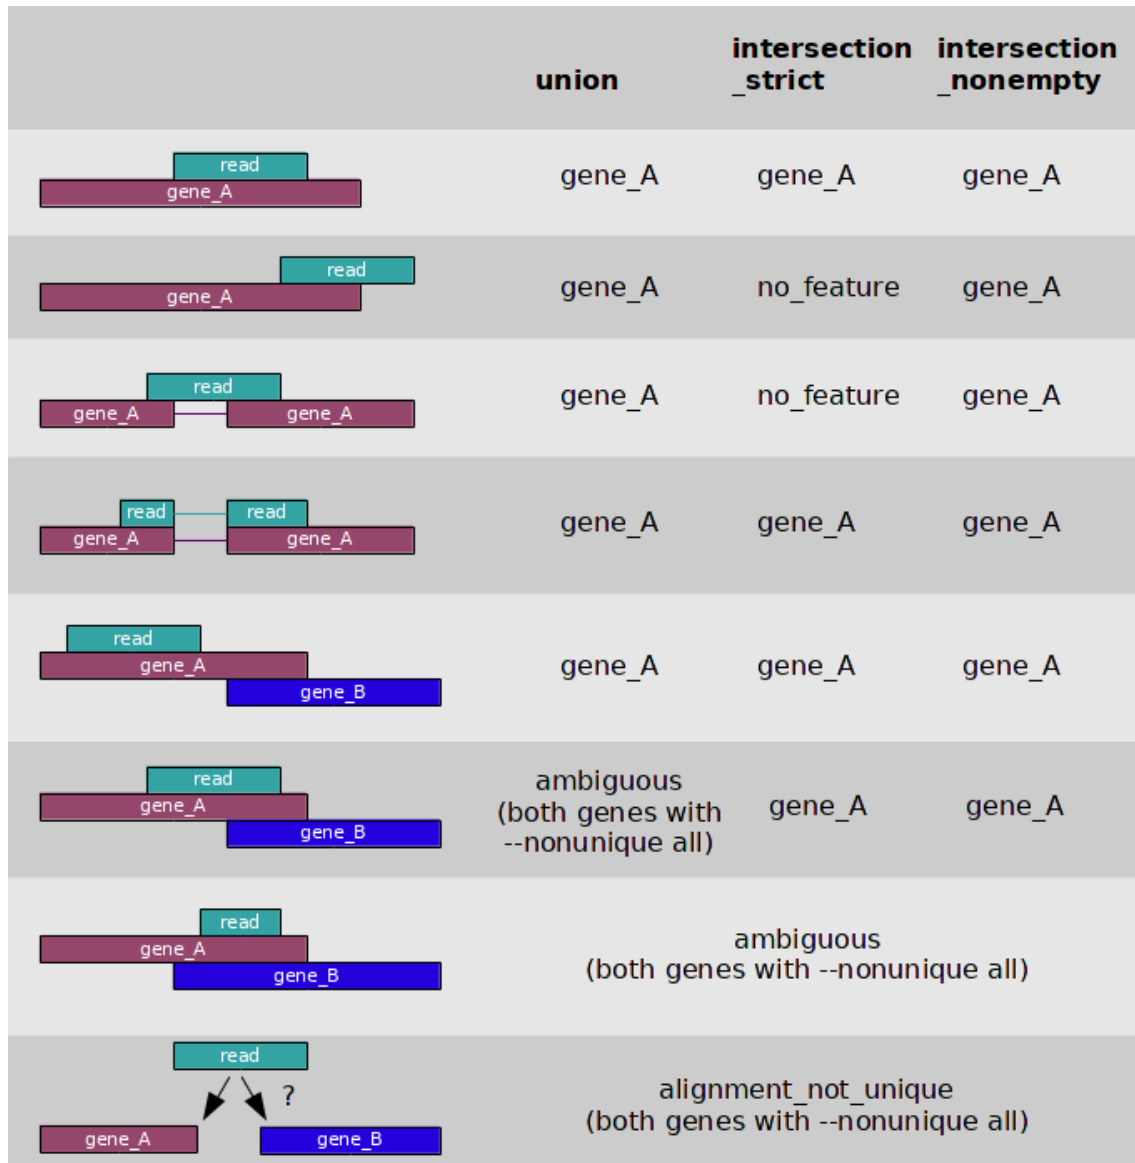 union
intersection
_strict
intersection
_nonempty
read
gene_A
gene_A
gene_A
gene_A
read
gene_A
gene_A
no_feature
gene_A
read
gene_A
gene_A
gene_A
no_feature
gene_A
read
read
gene_A
gene_A
gene_A
gene_A
gene_A
read
gene_A
gene_B
gene_A
gene_A
gene_A
read
gene_A
gene_B
ambiguous
(both genes with
--nonunique all)
gene_A
gene_A
read
gene_A
gene_B
ambiguous
(both genes with --nonunique all)
read
?
gene_A
gene_B
alignment_not_unique
(both genes with --nonunique all)